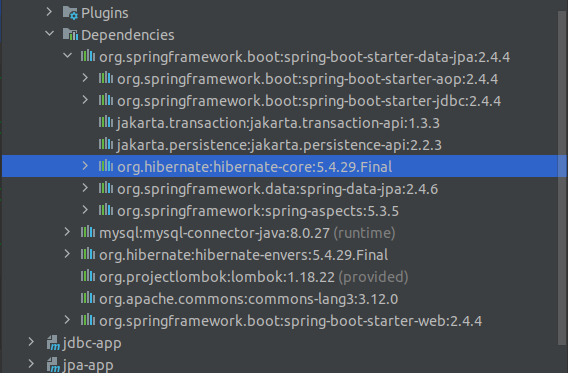 Plugins
Dependencies
org.springframework.boot:spring-boot-starter-data-jpa:2.4.4
org.springframework.boot:spring-boot-starter-aop:2.4.4
org.springframework.boot:spring-boot-starter-jdbc:2.4.4
jakarta.transaction:jakarta.transaction-api:1.3.3
jakarta.persistence:jakarta.persistence-api:2.2.3
org.hibernate:hibernate-core:5.4.29.Final
org.springframework.data:spring-data-jpa:2.4.6
org.springframework:spring-aspects:5.3.5
mysql:mysql-connector-java:8.0.27 (runtime)
org.hibernate:hibernate-envers:5.4.29.Final
org.projectlombok:lombok:1.18.22 (provided)
org.apache.commons:commons-lang3:3.12.0
org.springframework.boot:spring-boot-starter-web:2.4.4
jdbc-app
jpa-app